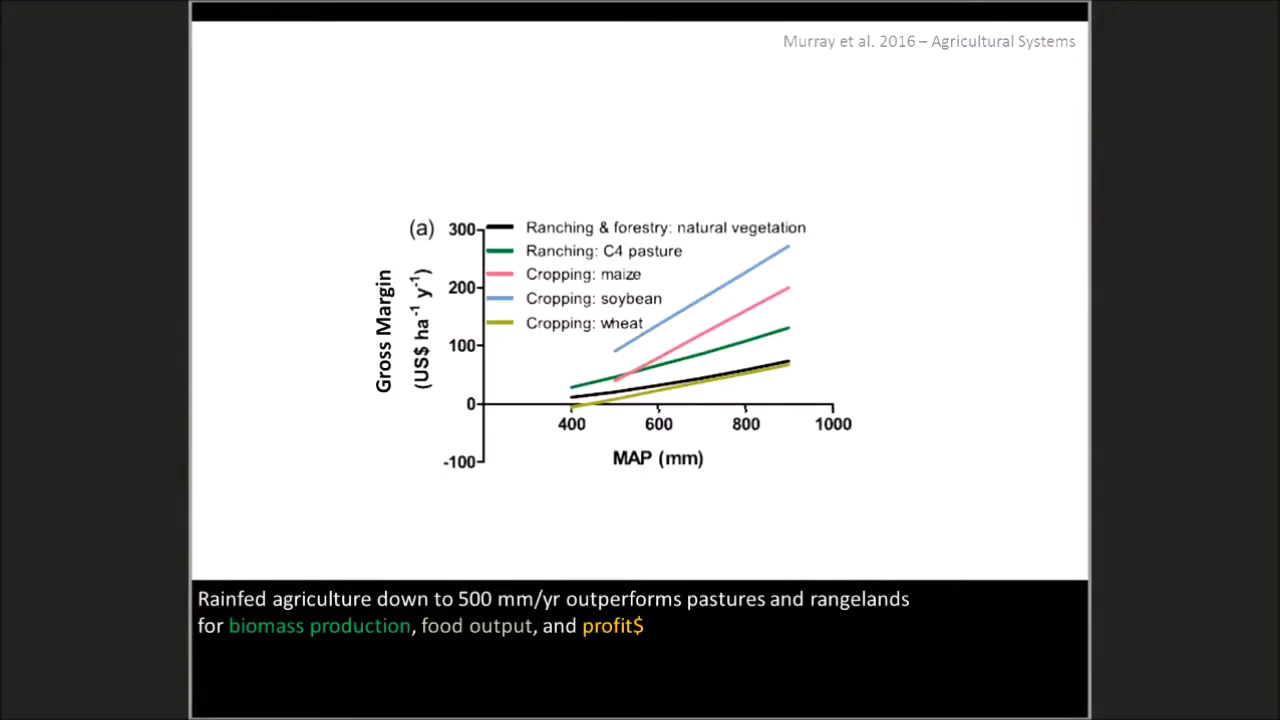 Murray et al. 2016 – Agricultural Systems
(a)
Gross Margin
(US$ ha⁻¹ y⁻¹)
300
200
100
0
-100
Ranching & forestry: natural vegetation
Ranching: C4 pasture
Cropping: maize
Cropping: soybean
Cropping: wheat
400 600 800 1000
MAP (mm)
Rainfed agriculture down to 500 mm/yr outperforms pastures and rangelands
for biomass production, food output, and profit$